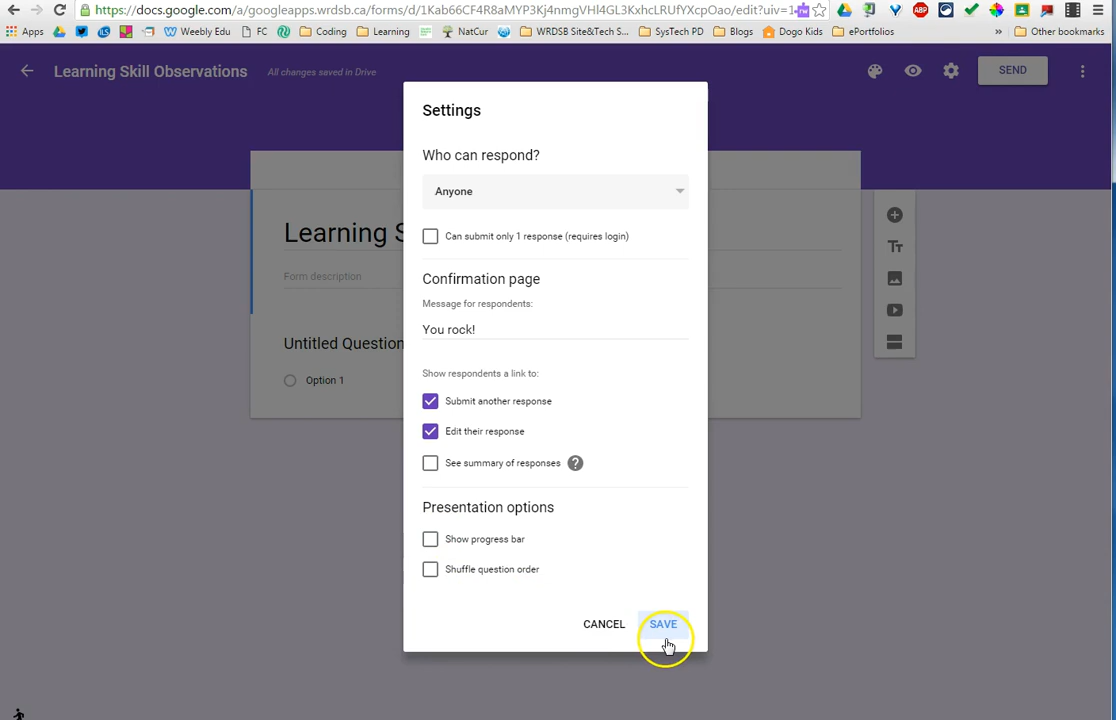 https://docs.google.com/a/googleapps.wrdsb.ca/forms/d/1Kab66CF4R8aMYP3Kj4nmgVHl4GL3KxhcLRUfYXcpOao/edit?uiv=1
Apps Weebly Edu FC Coding Learning NatCur WRDSB Site&Tech S... SysTech PD Blogs Dogo Kids ePortfolios » Other bookmarks
Learning Skill Observations All changes saved in Drive SEND
Settings
Who can respond?
Anyone
Can submit only 1 response (requires login)
Learning S
Form description
Confirmation page
Message for respondents:
You rock!
Untitled Question
Option 1
Show respondents a link to:
Submit another response
Edit their response
See summary of responses ?
Presentation options
Show progress bar
Shuffle question order
CANCEL SAVE